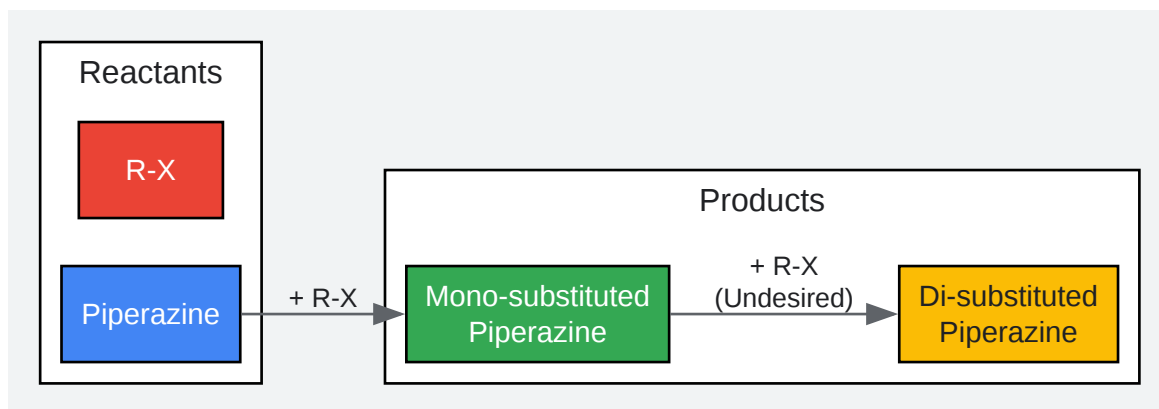 Reactants
R-X
Piperazine
+ R-X
Products
Mono-substituted
Piperazine
+ R-X
(Undesired)
Di-substituted
Piperazine